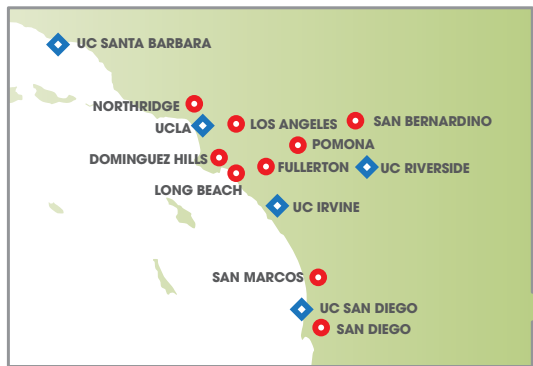 UC SANTA BARBARA
NORTHRIDGE
LOS ANGELES
SAN BERNARDINO
UCLA
POMONA
DOMINGUEZ HILLS
FULLERTON
UC RIVERSIDE
LONG BEACH
UC IRVINE
SAN MARCOS
UC SAN DIEGO
SAN DIEGO